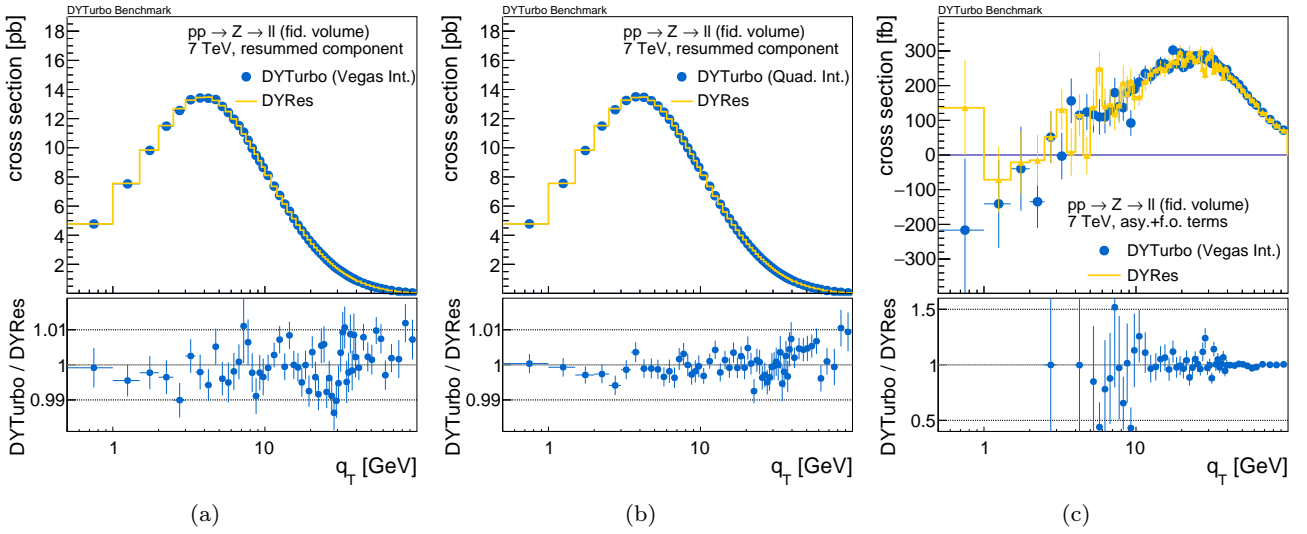 DYTurbo Benchmark
cross section [pb]
18
16
14
12
10
8
6
4
2
pp → Z → ll (fid. volume)
7 TeV, resummed component
DYTurbo (Vegas Int.)
DYRes
DYTurbo / DYRes
1.01
1
0.99
1
10
q_T [GeV]
(a)
DYTurbo Benchmark
cross section [pb]
18
16
14
12
10
8
6
4
2
pp → Z → ll (fid. volume)
7 TeV, resummed component
DYTurbo (Quad. Int.)
DYRes
DYTurbo / DYRes
1.01
1
0.99
1
10
q_T [GeV]
(b)
DYTurbo Benchmark
cross section [fb]
300
200
100
0
−100
−200
−300
pp → Z → ll (fid. volume)
7 TeV, asy.+f.o. terms
DYTurbo (Vegas Int.)
DYRes
DYTurbo / DYRes
1.5
1
0.5
1
10
q_T [GeV]
(c)